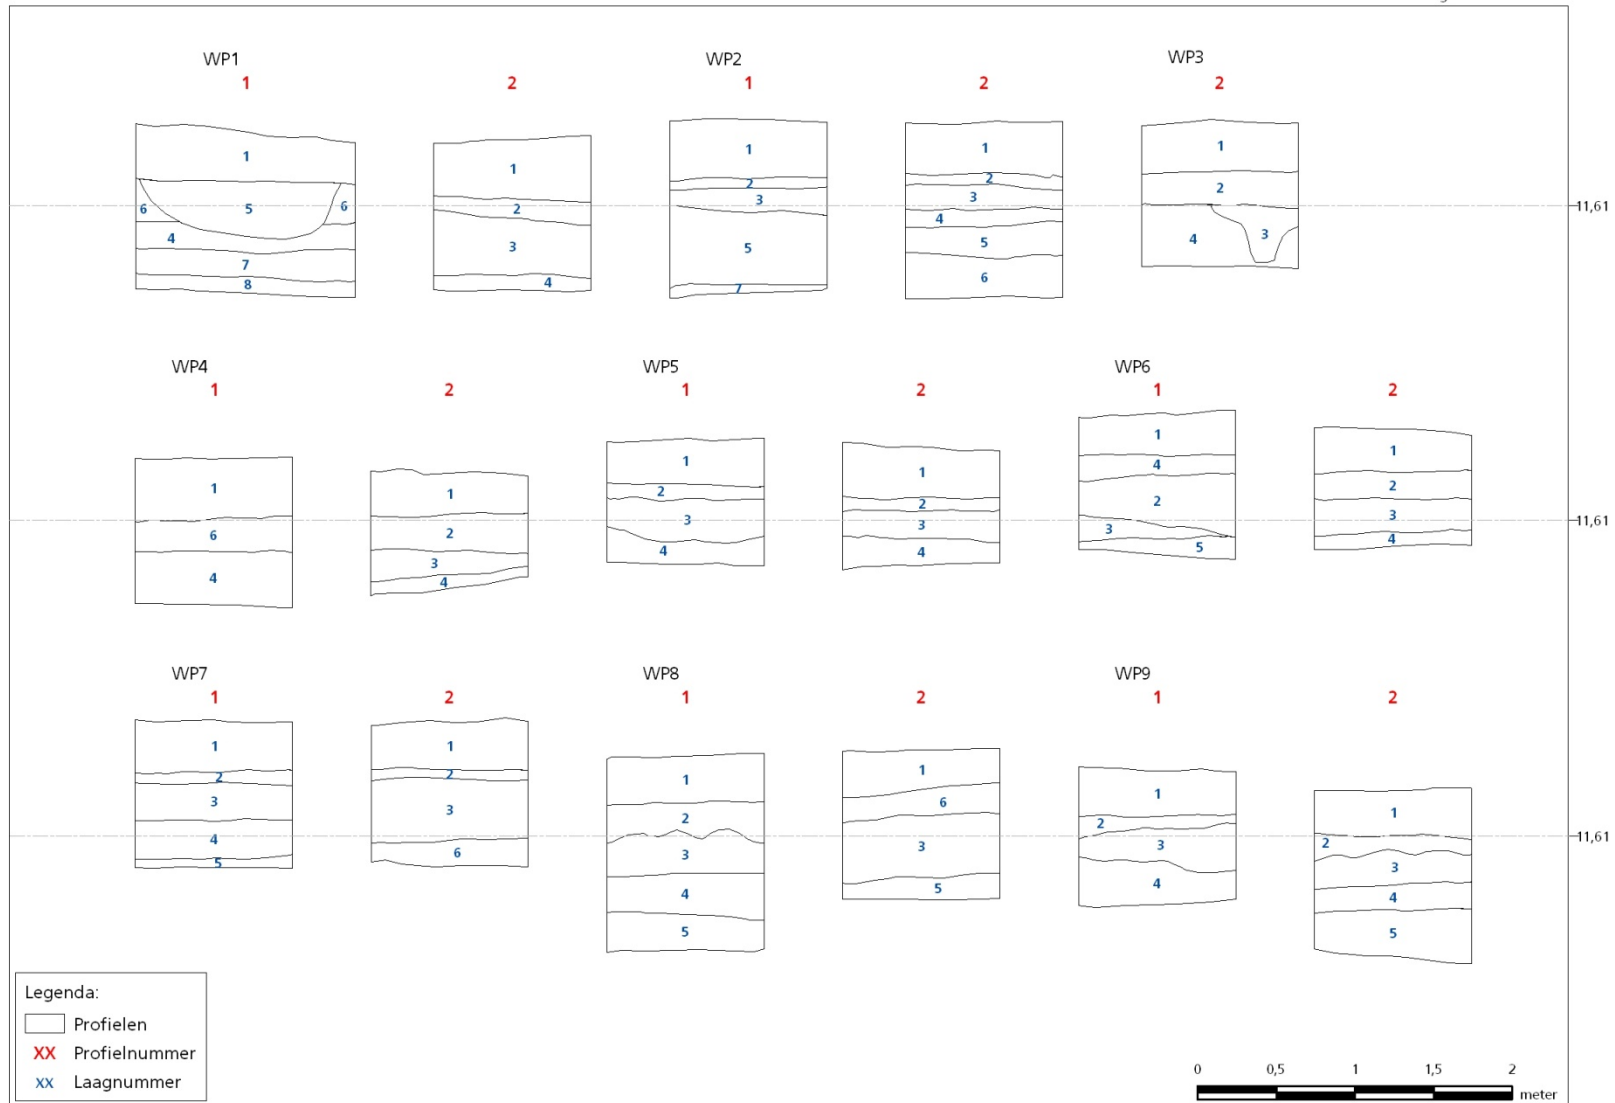 WP1 WP2 WP3
1 2 1 2 2
1 1 1 1 1
6 5 6 2 2 3 2 3 2 11,61
4 3 5 4 5 4 3
7 8 4 7 6
WP4 WP5 WP6
1 2 1 2 1 2
1 1 1 1 1 1
6 2 2 3 2 3 4 2 2 3 11,61
4 3 4 4 4 3 5 4
WP7 WP8 WP9
1 2 1 2 1 2
1 1 1 1 1 1
2 3 2 3 2 6 2 2 11,61
4 5 6 3 4 5 3 5 3 4 3 4 5
Legenda:
Profielen
XX Profielnummer
xx Laagnummer
0 0,5 1 1,5 2
meter